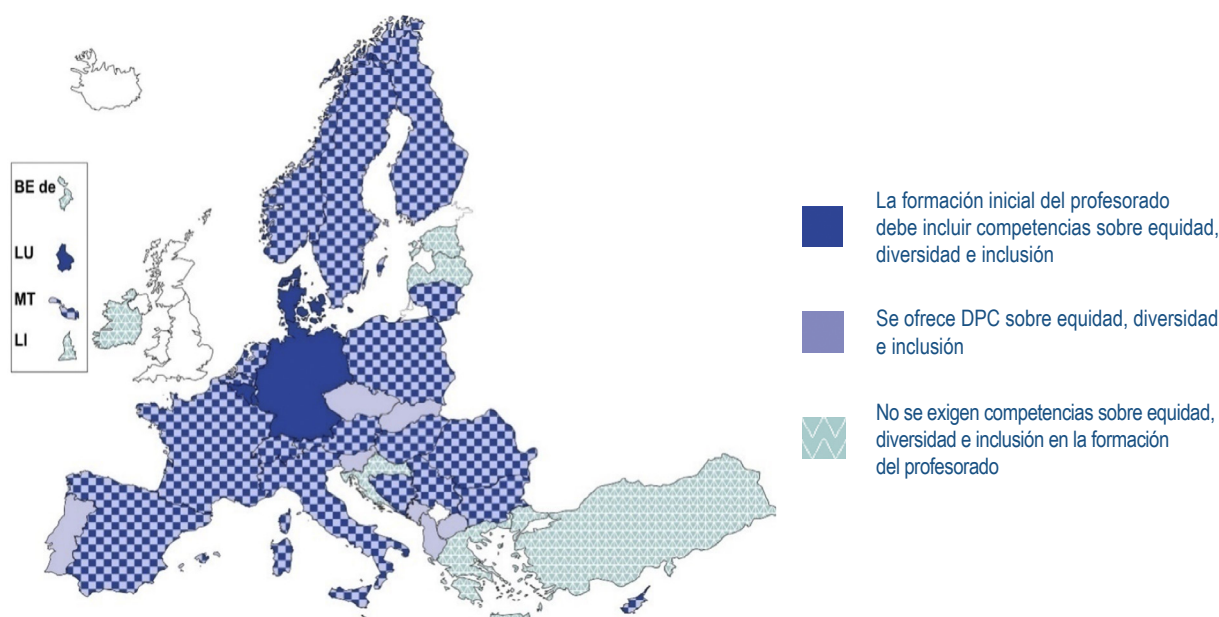 BE de
LU
MT
LI
La formación inicial del profesorado
debe incluir competencias sobre equidad,
diversidad e inclusión
Se ofrece DPC sobre equidad, diversidad
e inclusión
No se exigen competencias sobre equidad,
diversidad e inclusión en la formación
del profesorado